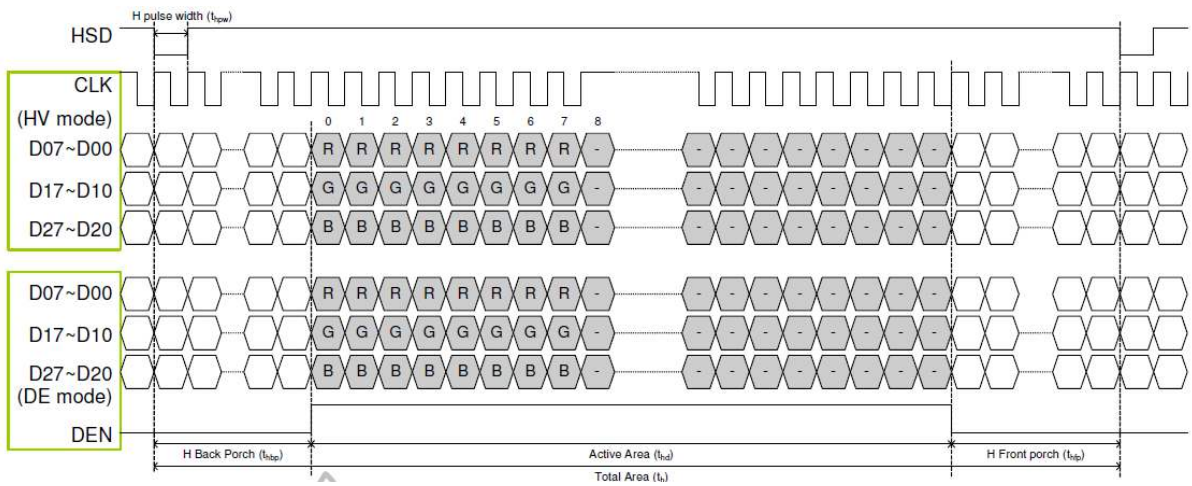 H pulse width (thpw)
HSD
CLK
(HV mode)
0 1 2 3 4 5 6 7 8
D07~D00 R R R R R R R R - - - - - - - - -
D17~D10 G G G G G G G G - - - - - - - - -
D27~D20 B B B B B B B B - - - - - - - - -
D07~D00 R R R R R R R R - - - - - - - - -
D17~D10 G G G G G G G G - - - - - - - - -
D27~D20 B B B B B B B B - - - - - - - - -
(DE mode)
DEN
H Back Porch (thbp) Active Area (thd) H Front porch (thfp)
Total Area (th)